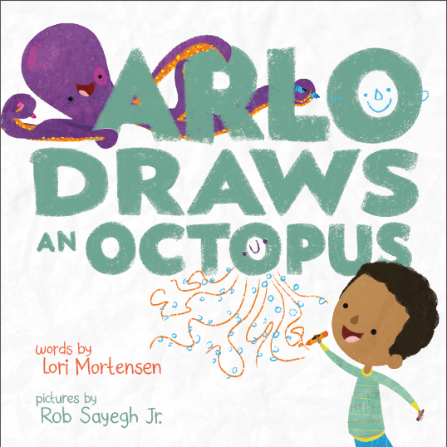 ARLO
DRAWS
AN OCTOPUS
words by
Lori Mortensen
pictures by
Rob Sayegh Jr.